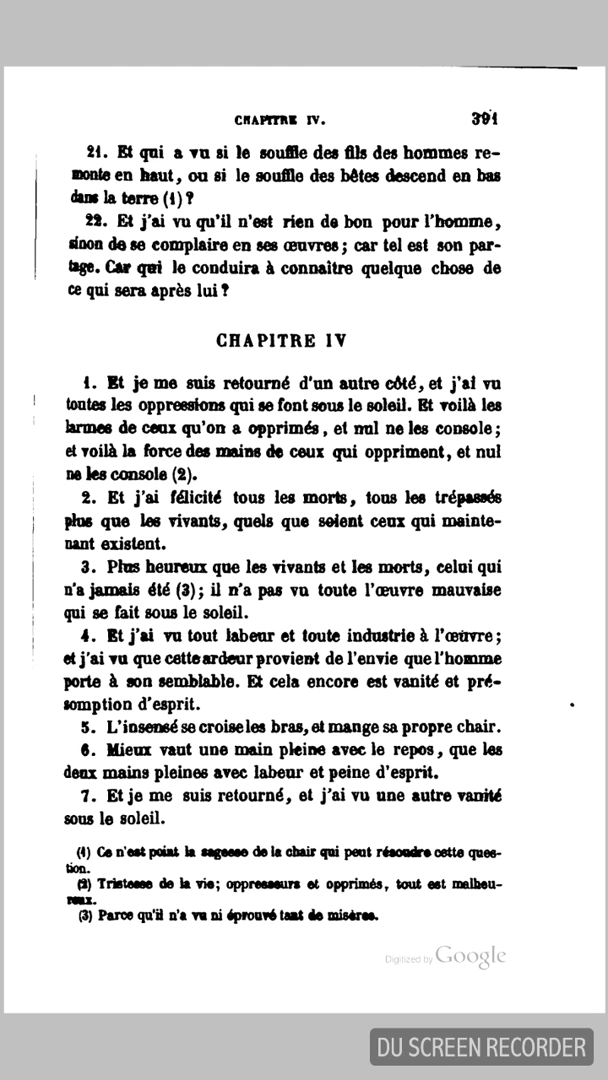 CHAPITRE IV. 391
21. Et qui a vu si le souffle des fils des hommes re-
monte en haut, ou si le souffle des bêtes descend en bas
dans la terre (1) ?
22. Et j'ai vu qu'il n'est rien de bon pour l'homme,
sinon de se complaire en ses œuvres ; car tel est son par-
tage. Car qui le conduira à connaître quelque chose de
ce qui sera après lui ?
CHAPITRE IV
1. Et je me suis retourné d'un autre côté, et j'ai vu
toutes les oppressions qui se font sous le soleil. Et voilà les
larmes de ceux qu'on a opprimés, et nul ne les console ;
et voilà la force des mains de ceux qui oppriment, et nul
ne les console (2).
2. Et j'ai félicité tous les morts, tous les trépassés
plus que les vivants, quels que soient ceux qui mainte-
nant existent.
3. Plus heureux que les vivants et les morts, celui qui
n'a jamais été (3) ; il n'a pas vu toute l'œuvre mauvaise
qui se fait sous le soleil.
4. Et j'ai vu tout labeur et toute industrie à l'œuvre ;
et j'ai vu que cette ardeur provient de l'envie que l'homme
porte à son semblable. Et cela encore est vanité et pré-
somption d'esprit.
5. L'insensé se croise les bras, et mange sa propre chair.
6. Mieux vaut une main pleine avec le repos, que les
deux mains pleines avec labeur et peine d'esprit.
7. Et je me suis retourné, et j'ai vu une autre vanité
sous le soleil.
(1) Ce n'est point la sagesse de la chair qui peut résoudre cette ques-
tion.
(2) Tristesse de la vie ; oppresseurs et opprimés, tout est malheu-
reux.
(3) Parce qu'il n'a vu ni éprouvé tant de misères.
Digitized by Google
DU SCREEN RECORDER